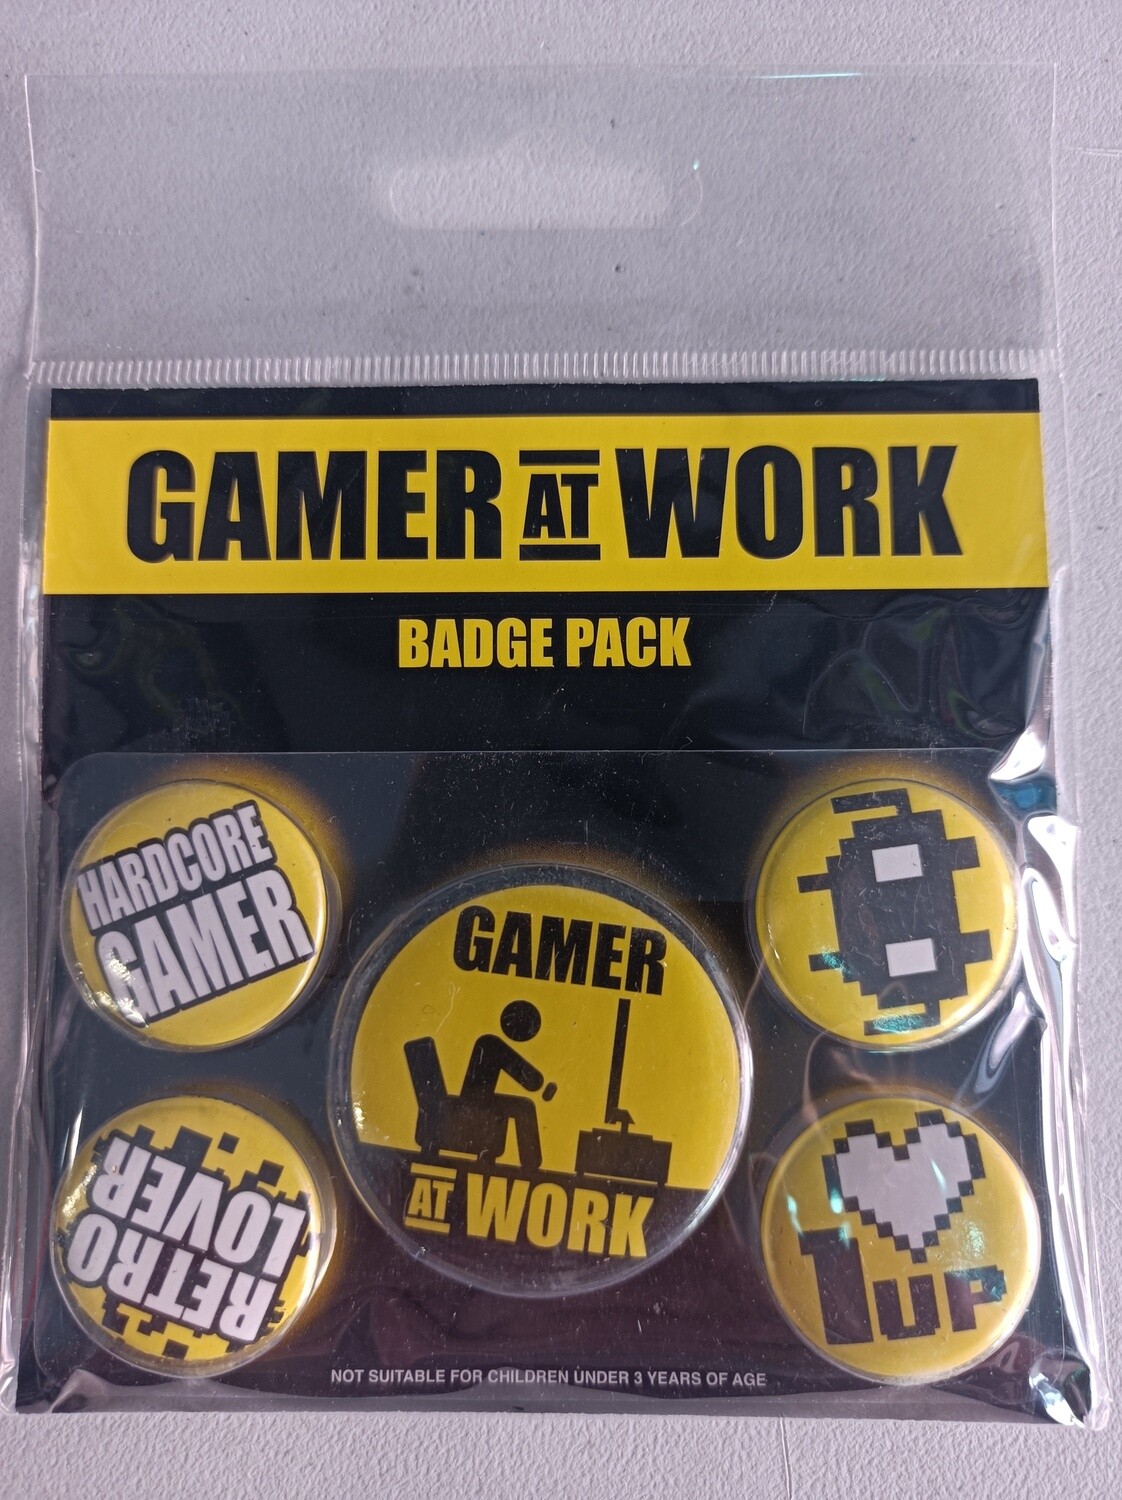 GAMER AT WORK
BADGE PACK
HARDCORE
GAMER
GAMER
AT WORK
RETRO
LOVER
1UP
NOT SUITABLE FOR CHILDREN UNDER 3 YEARS OF AGE